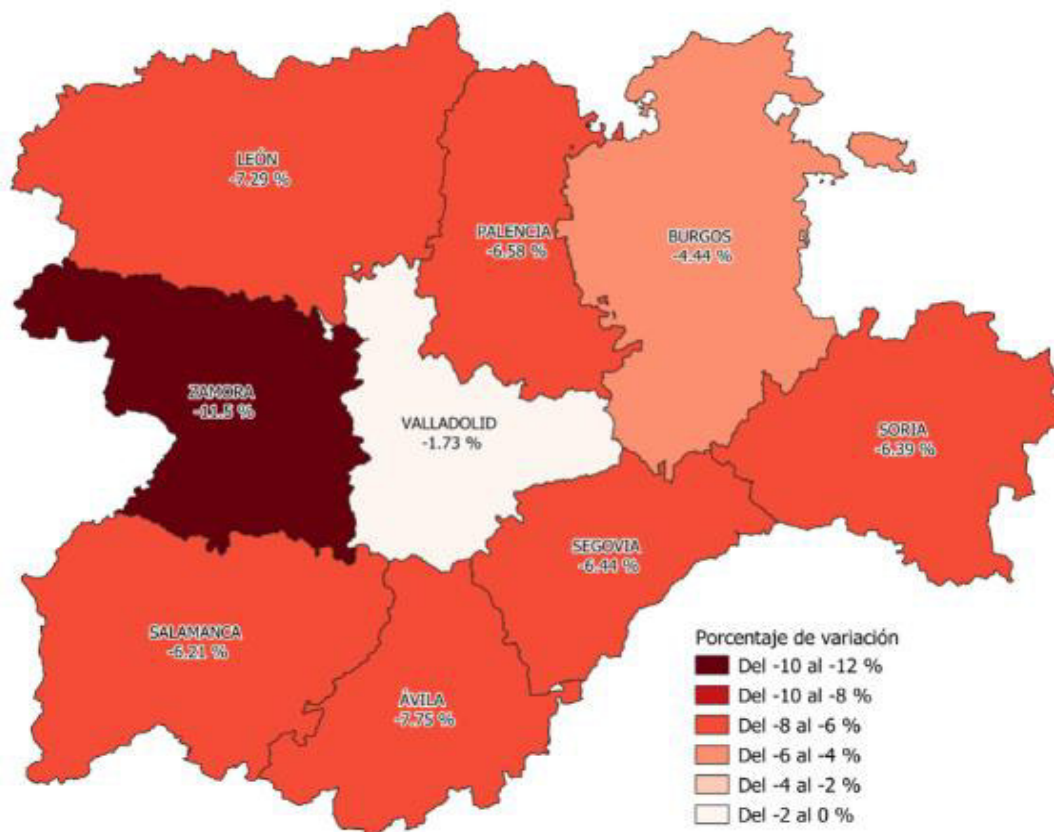 LEÓN
-7.29 %
PALENCIA
-6.58 %
BURGOS
-4.44 %
ZAMORA
-11.5 %
VALLADOLID
-1.73 %
SORIA
-6.39 %
SEGOVIA
-6.44 %
SALAMANCA
-6.21 %
ÁVILA
-7.75 %
Porcentaje de variación
Del -10 al -12 %
Del -10 al -8 %
Del -8 al -6 %
Del -6 al -4 %
Del -4 al -2 %
Del -2 al 0 %